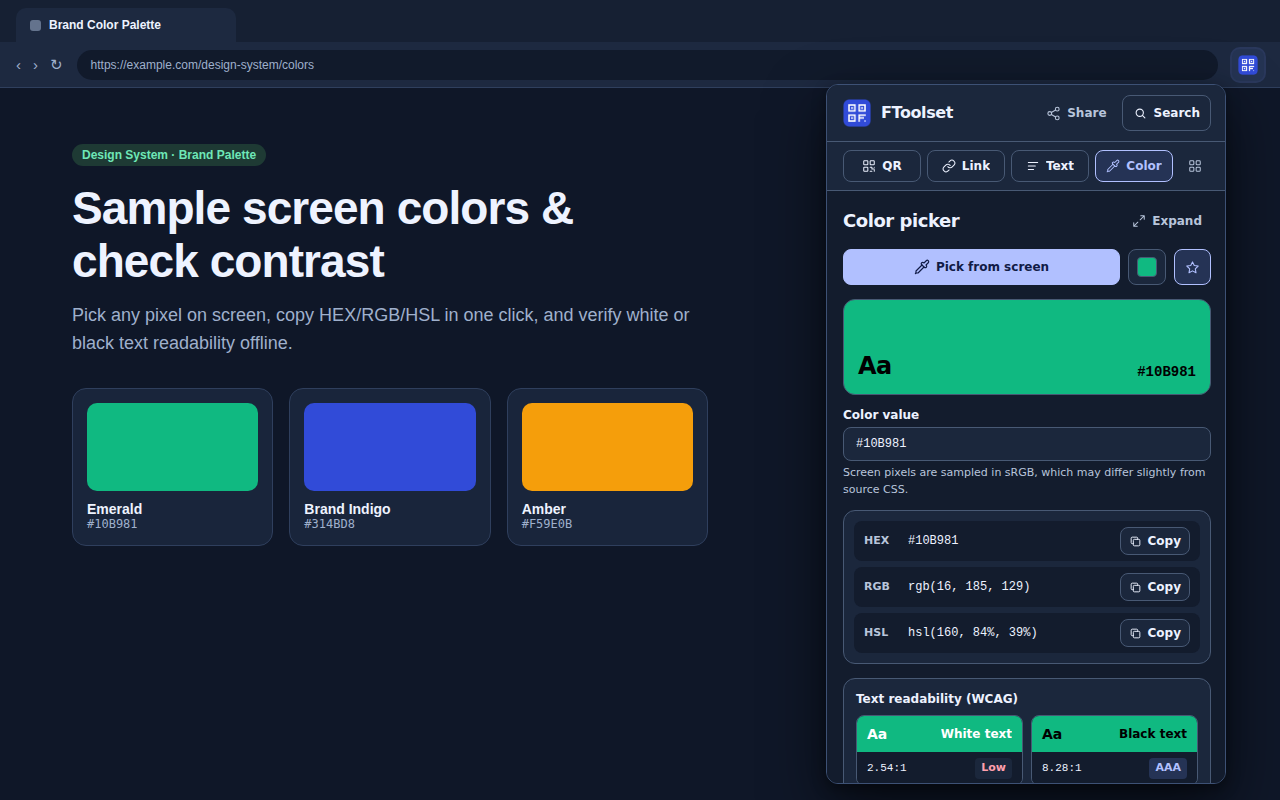 Brand Color Palette
https://example.com/design-system/colors
Design System · Brand Palette
Sample screen colors &
check contrast
Pick any pixel on screen, copy HEX/RGB/HSL in one click, and verify white or
black text readability offline.
Emerald
#10B981
Brand Indigo
#314BD8
Amber
#F59E0B
FToolset
Share
Search
QR
Link
Text
Color
Color picker
Expand
Pick from screen
Aa
#10B981
Color value
#10B981
Screen pixels are sampled in sRGB, which may differ slightly from
source CSS.
HEX #10B981 Copy
RGB rgb(16, 185, 129) Copy
HSL hsl(160, 84%, 39%) Copy
Text readability (WCAG)
Aa White text
2.54:1 Low
Aa Black text
8.28:1 AAA